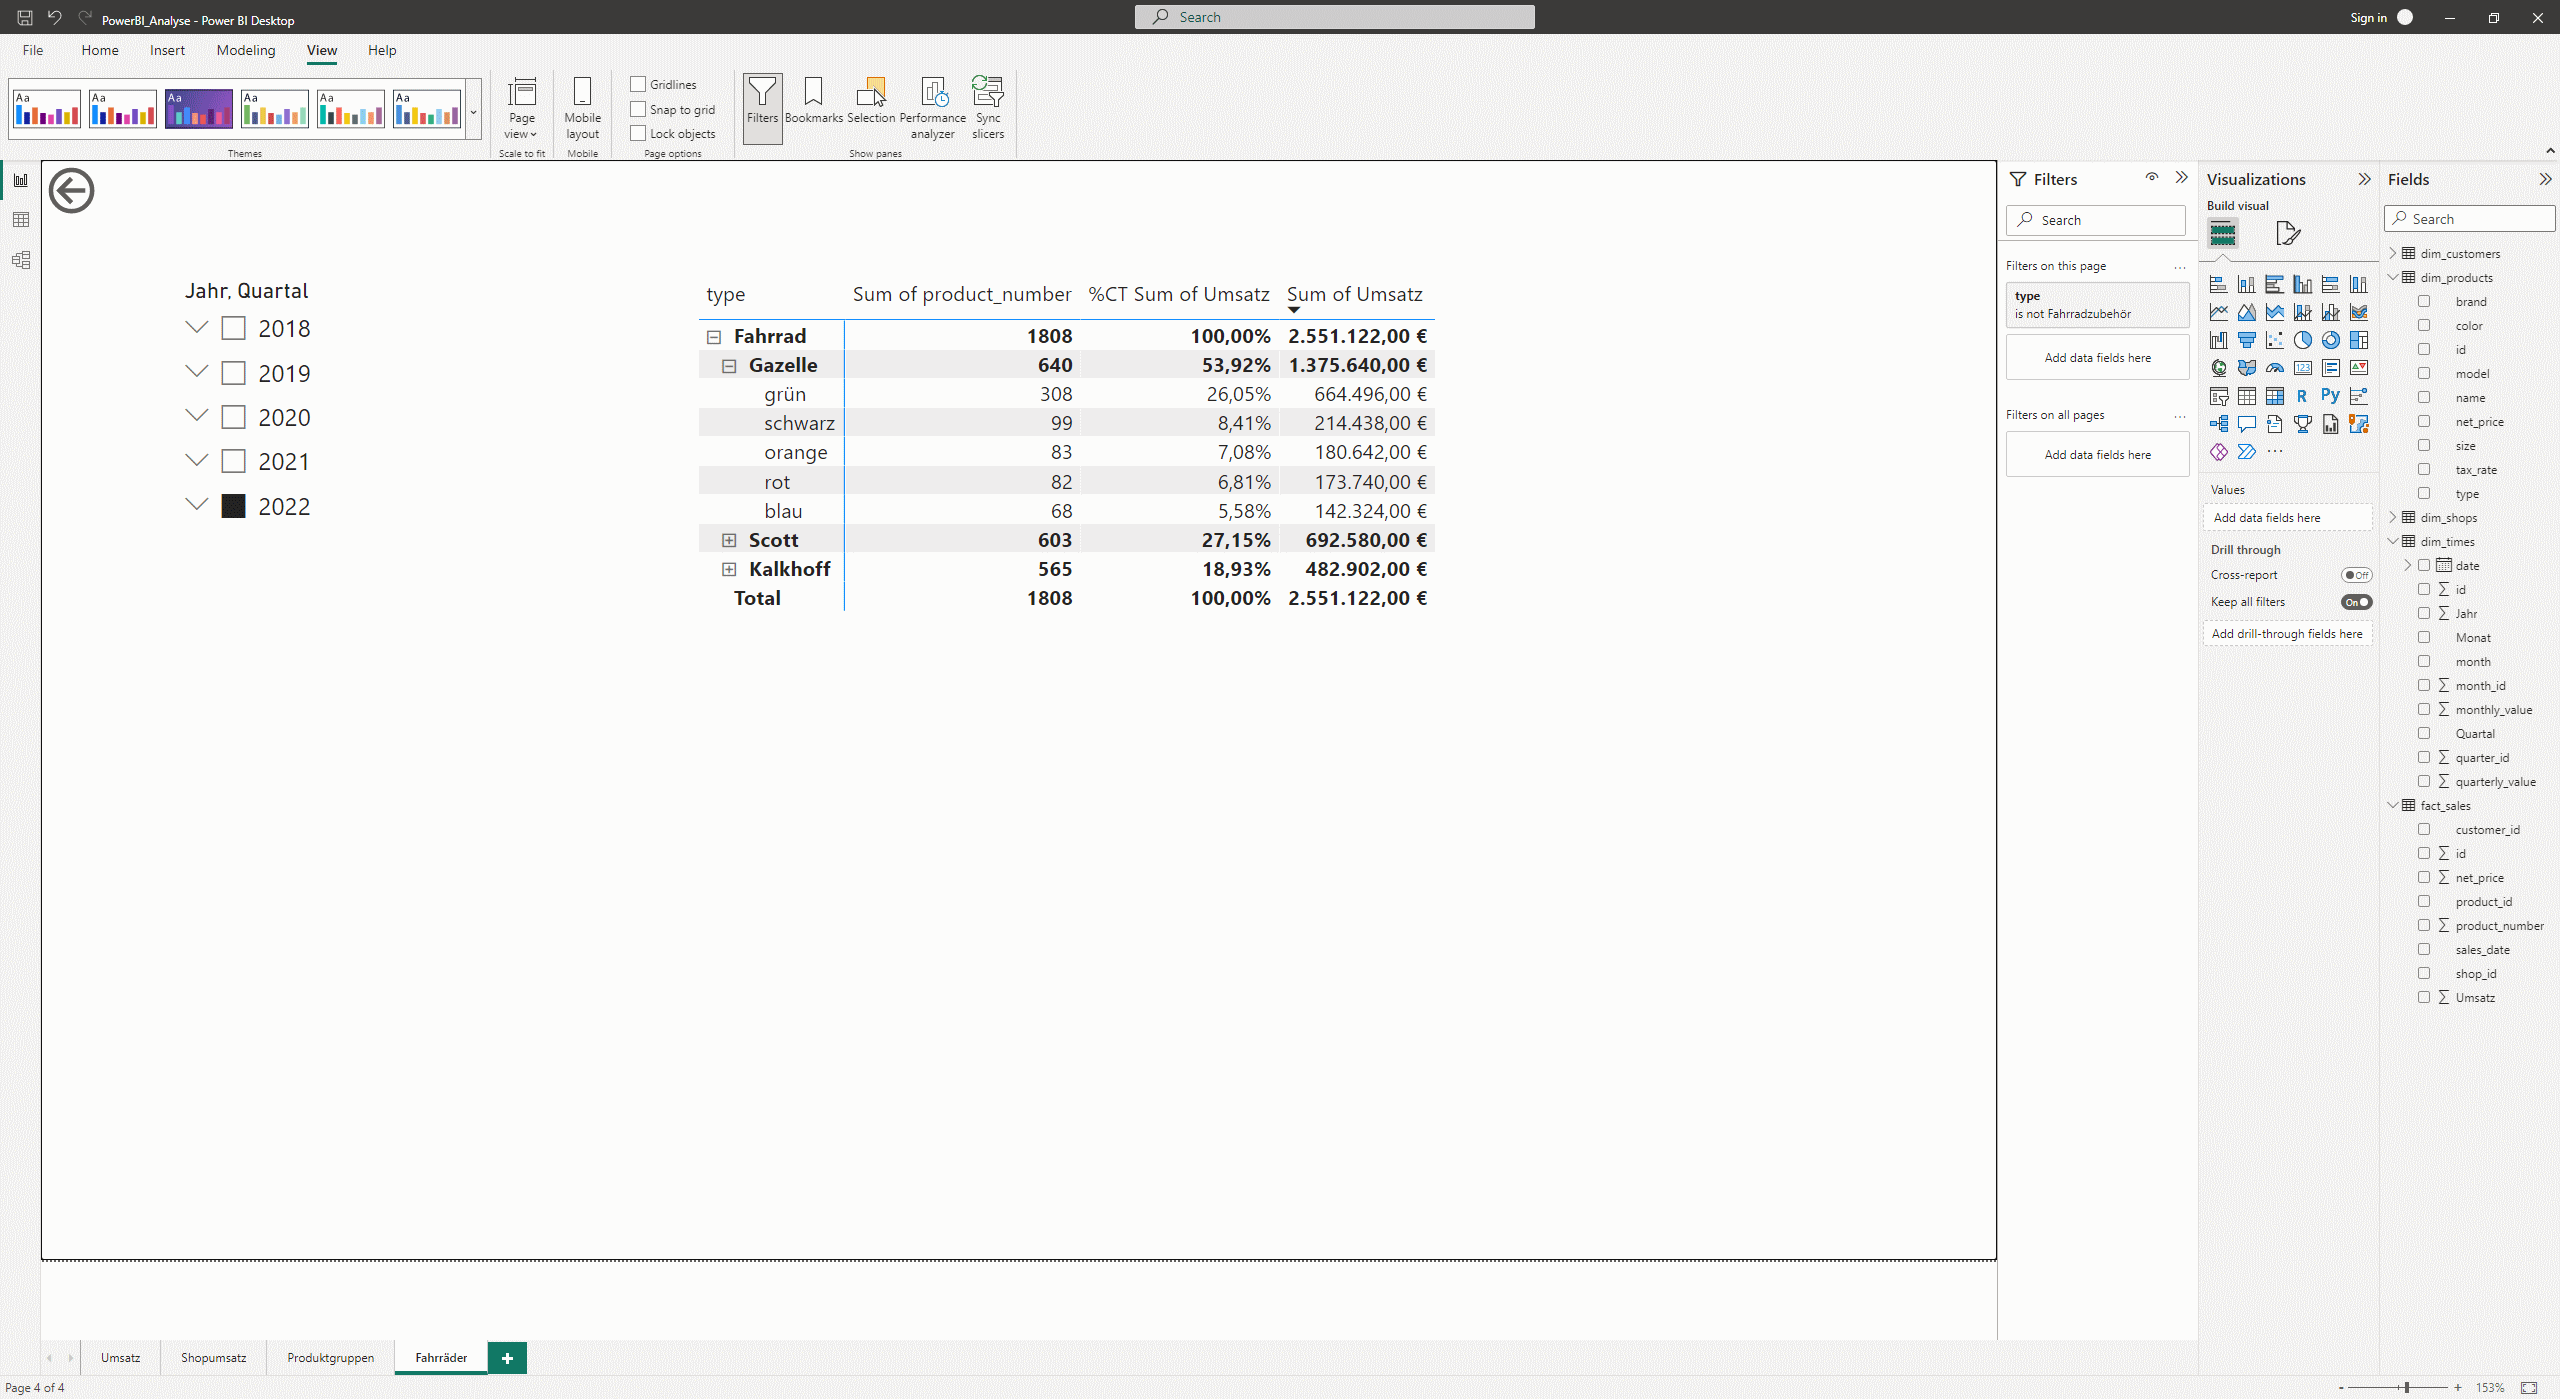 PowerBI_Analyse - Power BI Desktop
Search
Sign in
File Home Insert Modeling View Help
Aa Aa Aa Aa Aa Aa
Page view
Mobile layout
Gridlines
Snap to grid
Lock objects
Filters
Bookmarks
Selection
Performance analyzer
Sync slicers
Themes
Scale to fit
Mobile
Page options
Show panes
Jahr, Quartal
2018
2019
2020
2021
2022
type Sum of product_number %CT Sum of Umsatz Sum of Umsatz
Fahrrad 1808 100,00% 2.551.122,00 €
Gazelle 640 53,92% 1.375.640,00 €
grün 308 26,05% 664.496,00 €
schwarz 99 8,41% 214.438,00 €
orange 83 7,08% 180.642,00 €
rot 82 6,81% 173.740,00 €
blau 68 5,58% 142.324,00 €
Scott 603 27,15% 692.580,00 €
Kalkhoff 565 18,93% 482.902,00 €
Total 1808 100,00% 2.551.122,00 €
Filters
Search
Filters on this page
...
type
is not Fahrradzubehör
Add data fields here
Filters on all pages
...
Add data fields here
Visualizations
Build visual
123
R
Py
...
Values
Add data fields here
Drill through
Cross-report
Off
Keep all filters
On
Add drill-through fields here
Fields
Search
dim_customers
dim_products
brand
color
id
model
name
net_price
size
tax_rate
type
dim_shops
dim_times
date
∑ id
∑ Jahr
Monat
month
∑ month_id
∑ monthly_value
Quartal
∑ quarter_id
∑ quarterly_value
fact_sales
customer_id
∑ id
∑ net_price
product_id
∑ product_number
sales_date
shop_id
∑ Umsatz
Umsatz Shopumsatz Produktgruppen Fahrräder +
Page 4 of 4
- + 153%